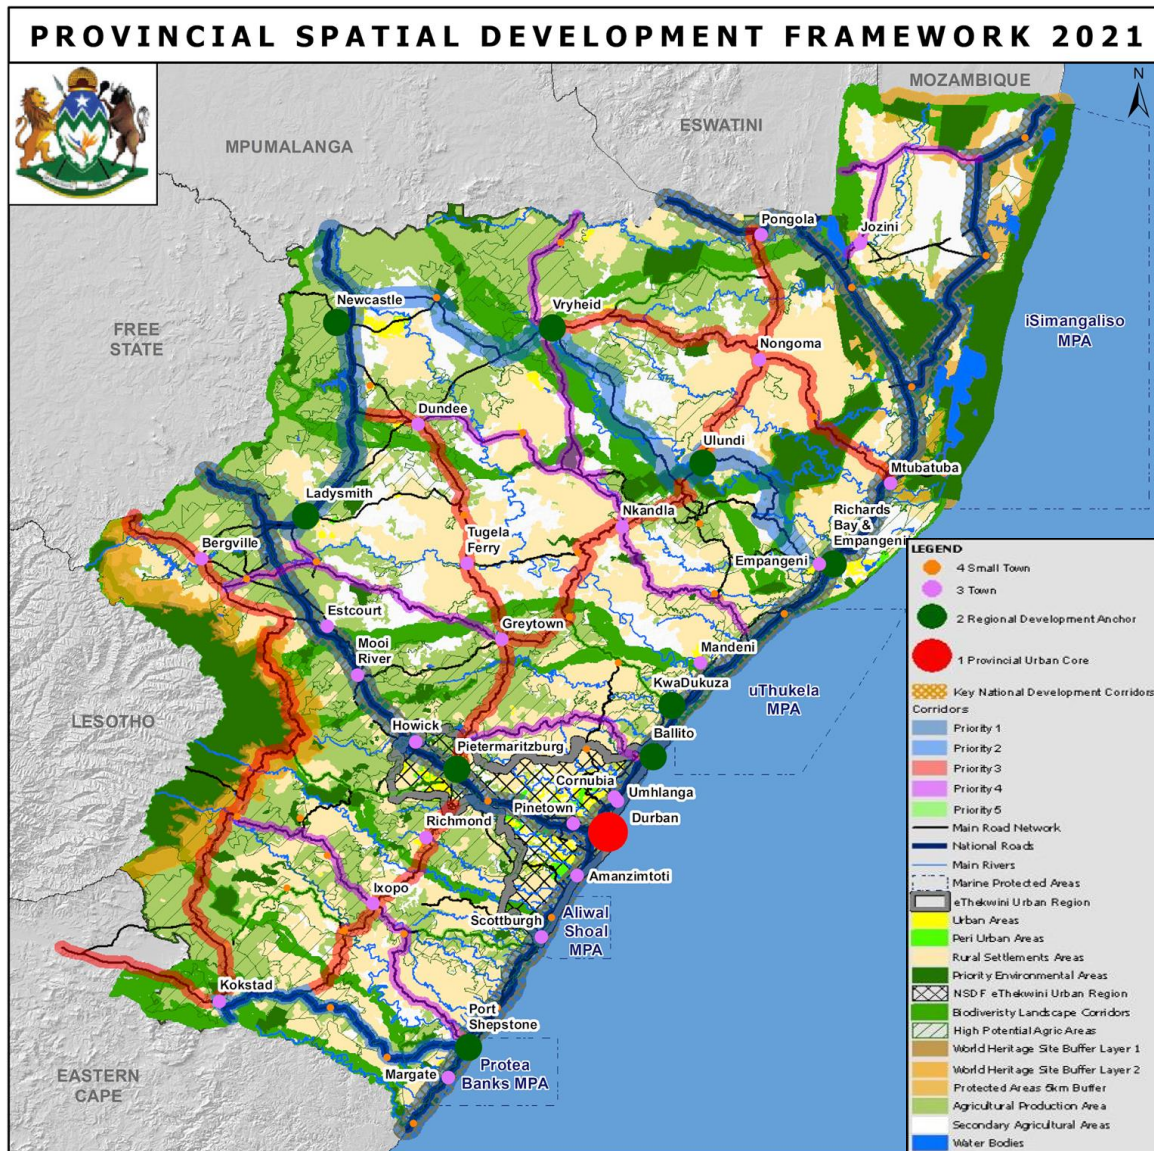 PROVINCIAL SPATIAL DEVELOPMENT FRAMEWORK 2021
MOZAMBIQUE
N
ESWATINI
MPUMALANGA
Pongola
Jozini
Newcastle
Vryheid
FREE
STATE
iSimangaliso
MPA
Nongoma
Dundee
Ulundi
Mtubatuba
Ladysmith
Nkandla
Richards
Bay &
Empangeni
Tugela
Ferry
Bergville
Empangeni
Estcourt
Greytown
Mooi
River
Mandeni
KwaDukuza
uThukela
MPA
LESOTHO
Howick
Ballito
Pietermaritzburg
Cornubia
Umhlanga
Pinetown
Durban
Richmond
Amanzimtoti
Ixopo
Scottburgh
Aliwal
Shoal
MPA
Kokstad
Port
Shepstone
Protea
Banks MPA
Margate
EASTERN
CAPE
LEGEND
4 Small Town
3 Town
2 Regional Development Anchor
1 Provincial Urban Core
Key National Development Corridors
Corridors
Priority 1
Priority 2
Priority 3
Priority 4
Priority 5
Main Road Network
National Roads
Main Rivers
Marine Protected Areas
eThekwini Urban Region
Urban Areas
Peri Urban Areas
Rural Settlements Areas
Priority Environmental Areas
NSDF eThekwini Urban Region
Biodiveristy Landscape Corridors
High Potential Agric Areas
World Heritage Site Buffer Layer 1
World Heritage Site Buffer Layer 2
Protected Areas 5km Buffer
Agricultural Production Area
Secondary Agricultural Areas
Water Bodies